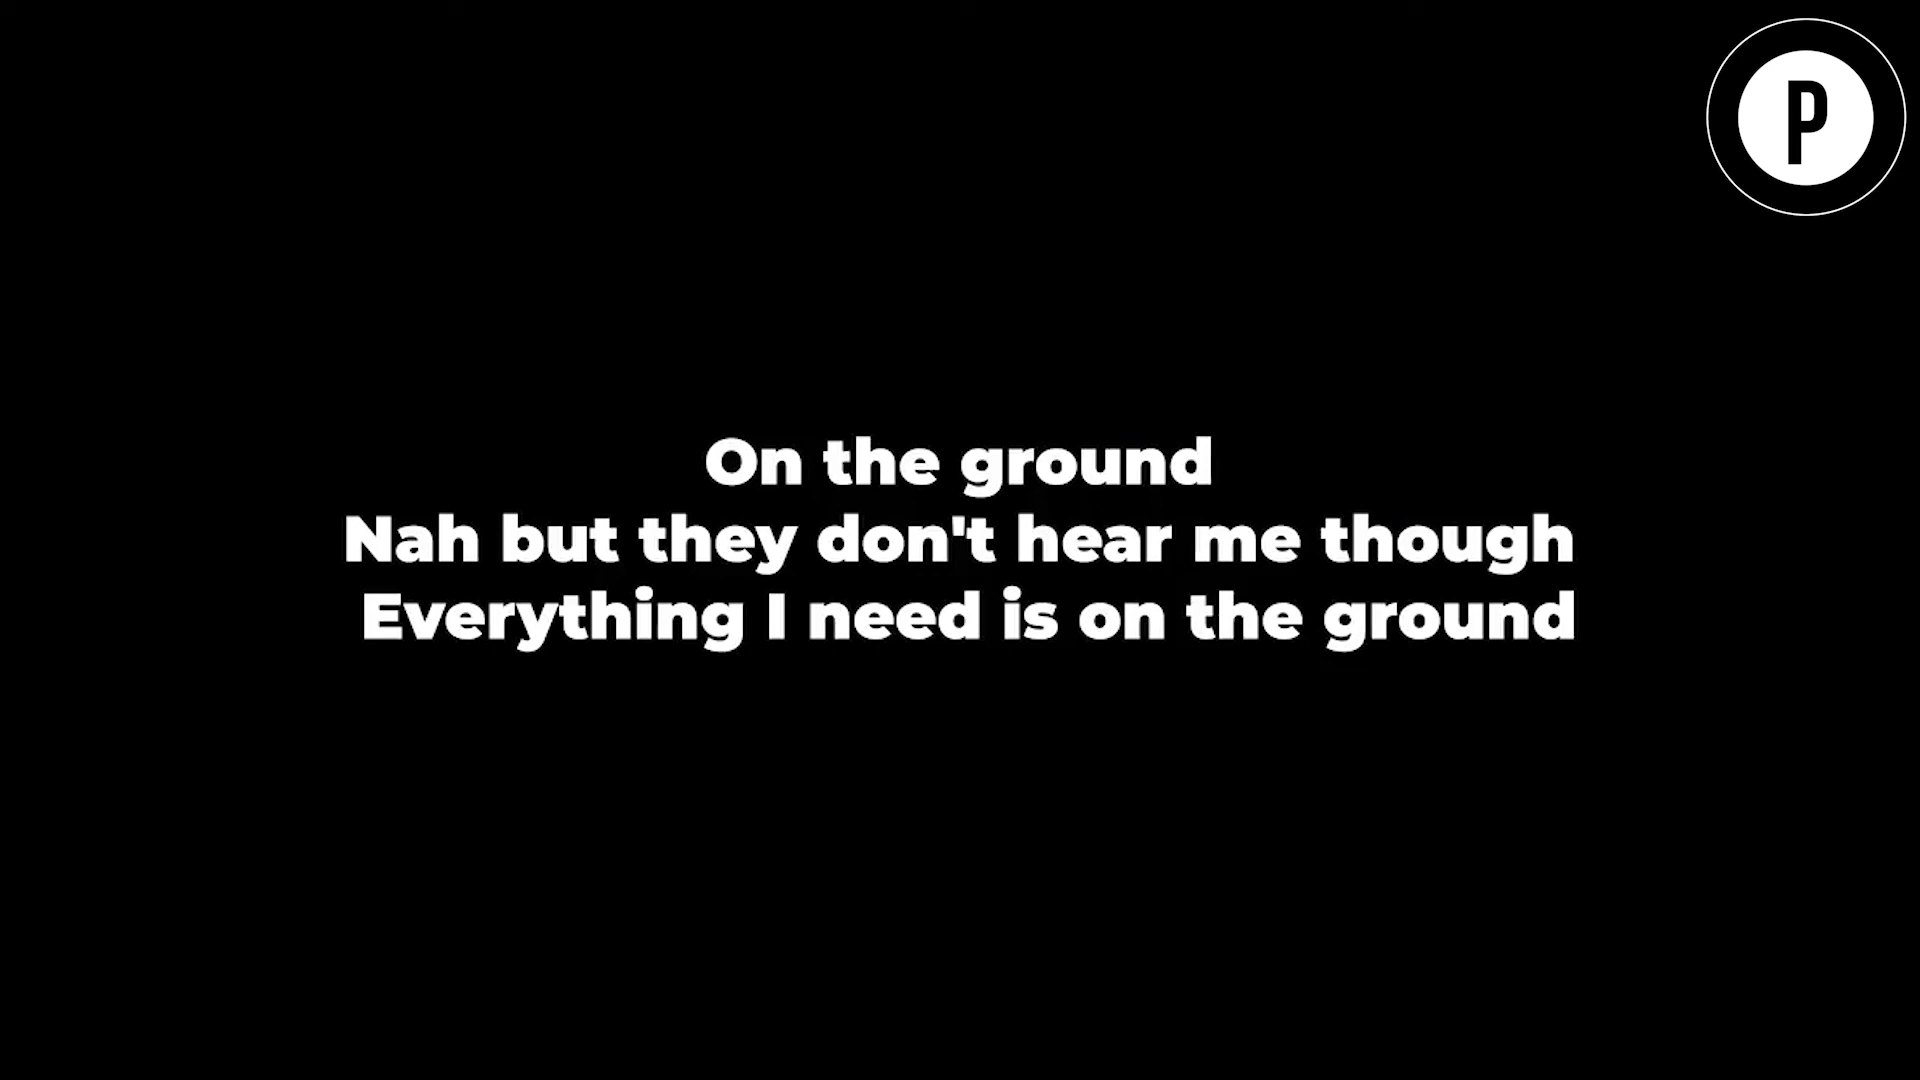 P
On the ground
Nah but they don't hear me though
Everything I need is on the ground